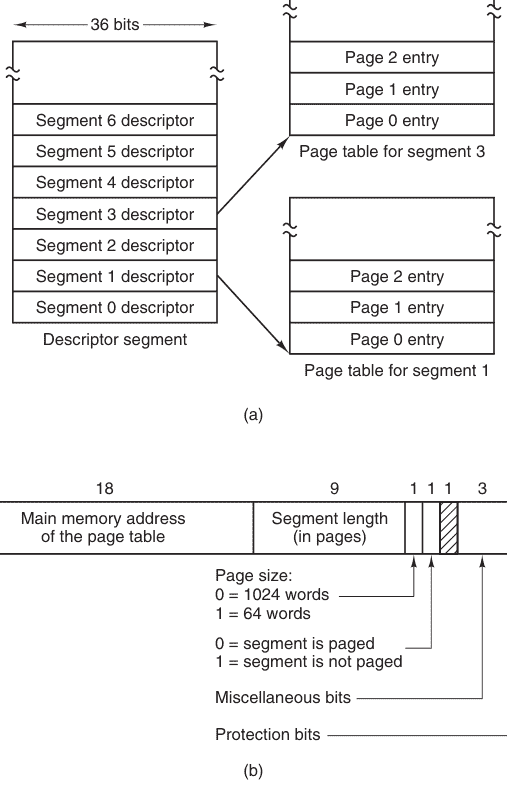 36 bits
Page 2 entry
Page 1 entry
Page 0 entry
Page table for segment 3
Segment 6 descriptor
Segment 5 descriptor
Segment 4 descriptor
Segment 3 descriptor
Segment 2 descriptor
Segment 1 descriptor
Segment 0 descriptor
Descriptor segment
Page 2 entry
Page 1 entry
Page 0 entry
Page table for segment 1
(a)
18 9 1 1 1 3
Main memory address
of the page table
Segment length
(in pages)
Page size:
0 = 1024 words
1 = 64 words
0 = segment is paged
1 = segment is not paged
Miscellaneous bits
Protection bits
(b)